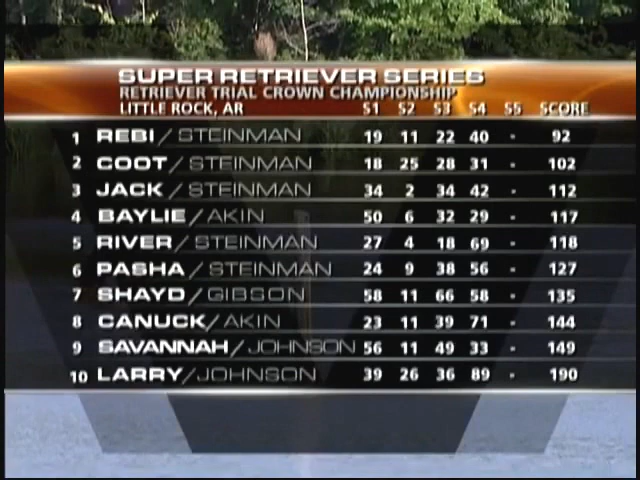 SUPER RETRIEVER SERIES
RETRIEVER TRIAL CROWN CHAMPIONSHIP
LITTLE ROCK, AR S1 S2 S3 S4 S5 SCORE
1 REBI/STEINMAN 19 11 22 40 - 92
2 COOT/STEINMAN 18 25 28 31 - 102
3 JACK/STEINMAN 34 2 34 42 - 112
4 BAYLIE/AKIN 50 6 32 29 - 117
5 RIVER/STEINMAN 27 4 18 69 - 118
6 PASHA/STEINMAN 24 9 38 56 - 127
7 SHAYD/GIBSON 58 11 66 58 - 135
8 CANUCK/AKIN 23 11 39 71 - 144
9 SAVANNAH/JOHNSON 56 11 49 33 - 149
10 LARRY/JOHNSON 39 26 36 89 - 190